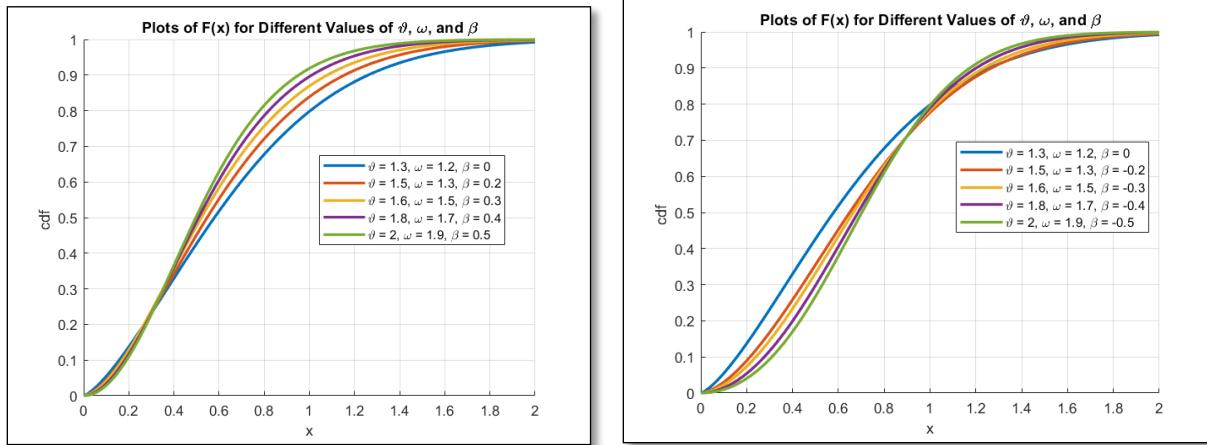 Plots of F(x) for Different Values of ϑ, ω, and β
1
0.9
0.8
0.7
0.6
0.5
0.4
0.3
0.2
0.1
0
cdf
ϑ = 1.3, ω = 1.2, β = 0
ϑ = 1.5, ω = 1.3, β = 0.2
ϑ = 1.6, ω = 1.5, β = 0.3
ϑ = 1.8, ω = 1.7, β = 0.4
ϑ = 2, ω = 1.9, β = 0.5
0 0.2 0.4 0.6 0.8 1 1.2 1.4 1.6 1.8 2
x
Plots of F(x) for Different Values of ϑ, ω, and β
1
0.9
0.8
0.7
0.6
0.5
0.4
0.3
0.2
0.1
0
cdf
ϑ = 1.3, ω = 1.2, β = 0
ϑ = 1.5, ω = 1.3, β = -0.2
ϑ = 1.6, ω = 1.5, β = -0.3
ϑ = 1.8, ω = 1.7, β = -0.4
ϑ = 2, ω = 1.9, β = -0.5
0 0.2 0.4 0.6 0.8 1 1.2 1.4 1.6 1.8 2
x